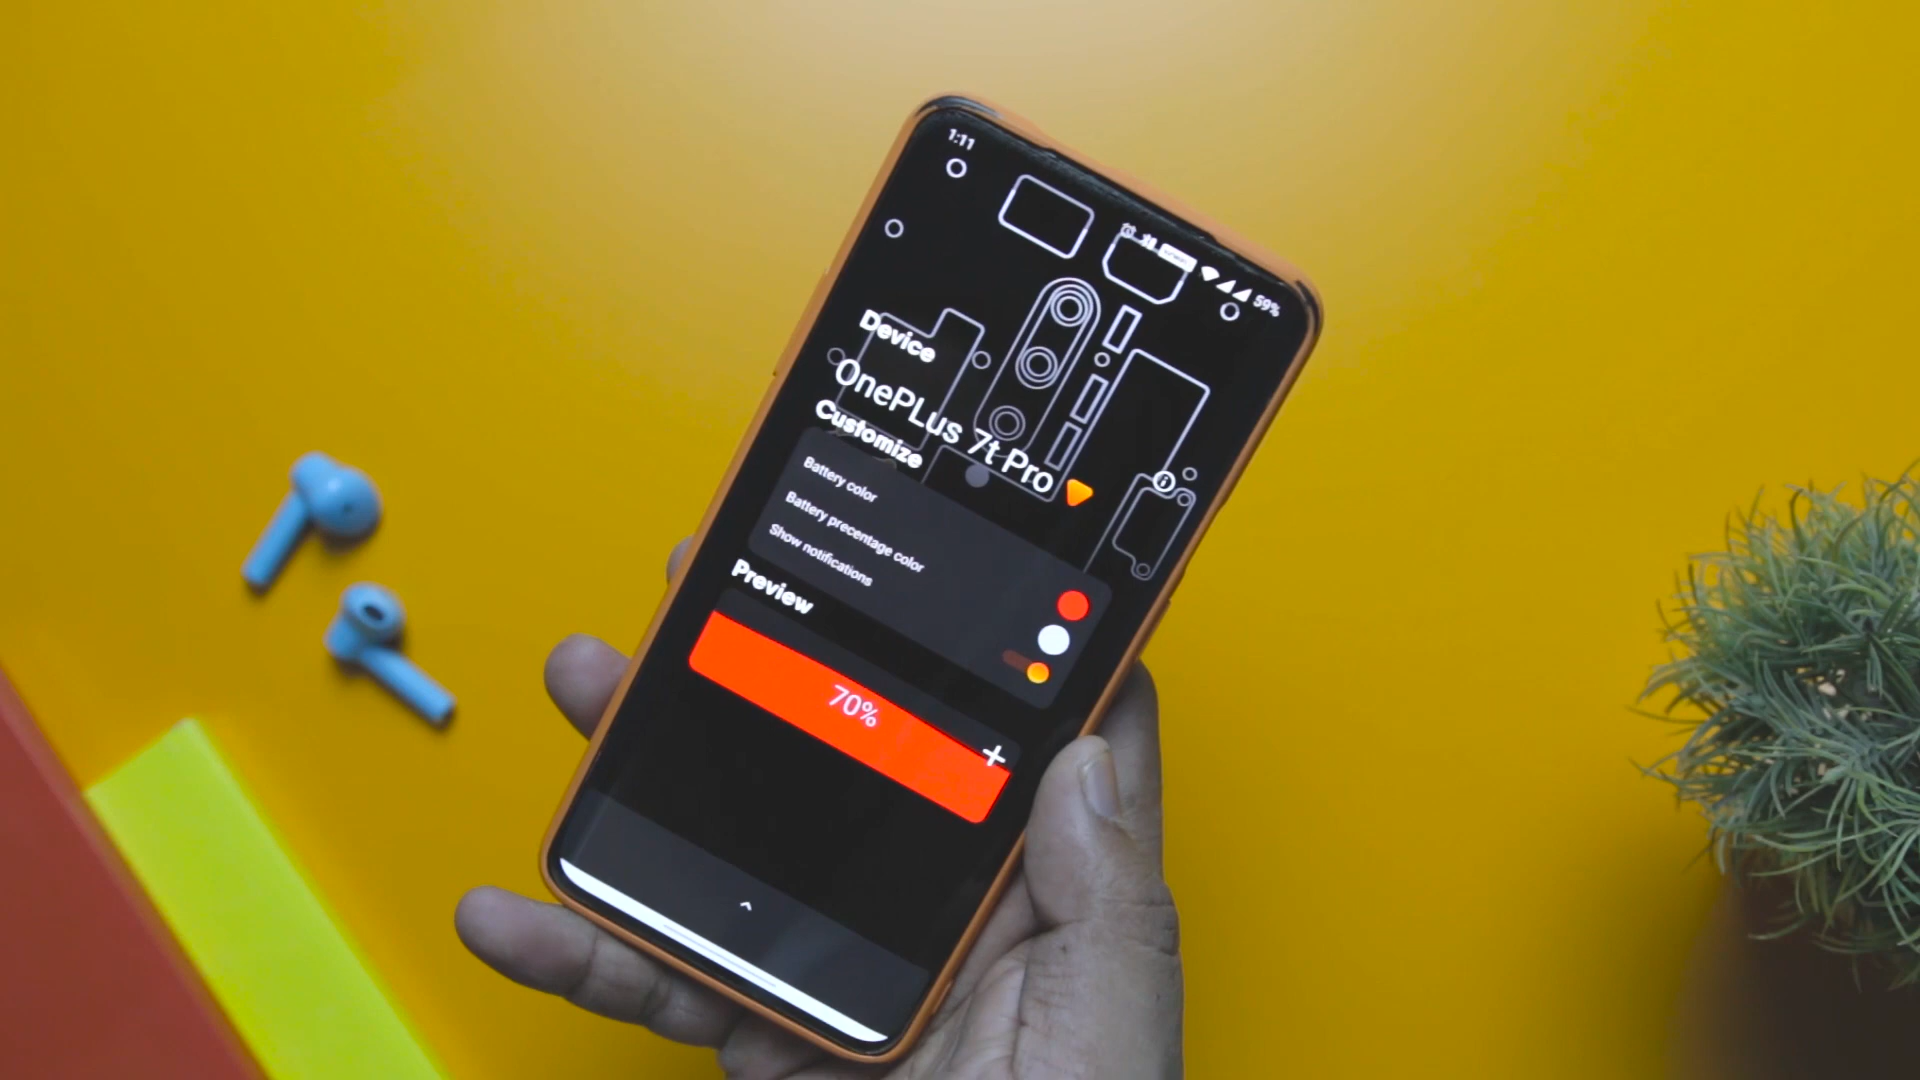 1:11
59%
Device
OnePLus 7t Pro
Customize
Battery color
Battery precentage color
Show notifications
Preview
70%